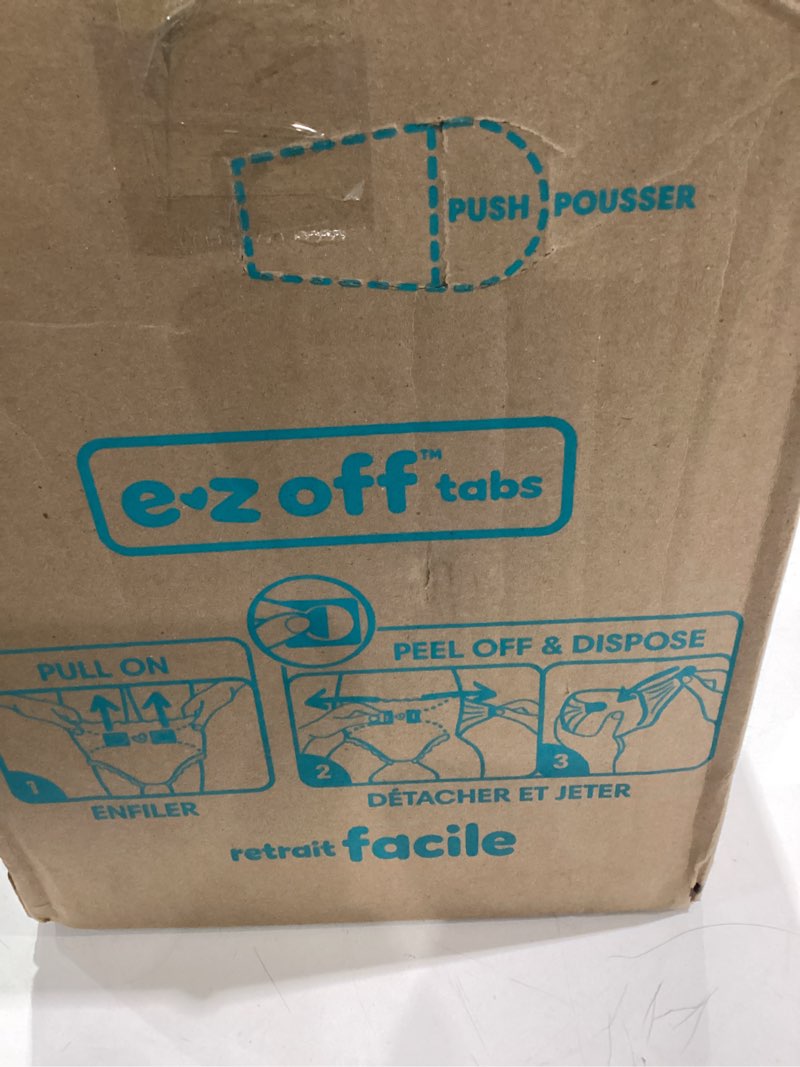 PUSH POUSSER
e♥z off™ tabs
PULL ON
PEEL OFF & DISPOSE
1
2
3
ENFILER
DÉTACHER ET JETER
retrait facile